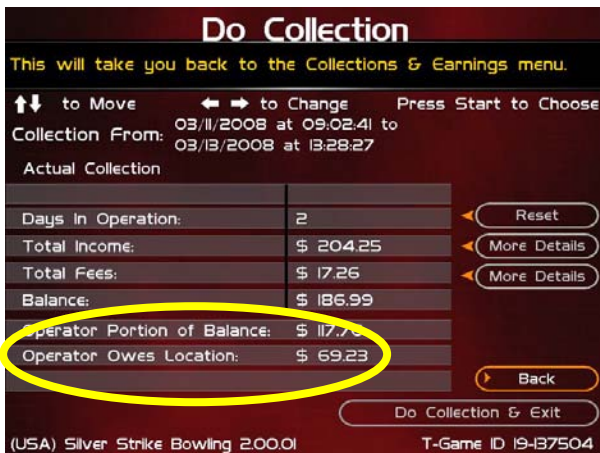 Do Collection
This will take you back to the Collections & Earnings menu.
to Move to Change Press Start to Choose
Collection From: 03/11/2008 at 09:02:41 to
03/13/2008 at 13:28:27
Actual Collection
Days In Operation: 2 Reset
Total Income: $ 204.25 More Details
Total Fees: $ 17.26 More Details
Balance: $ 186.99
Operator Portion of Balance: $ 117.76
Operator Owes Location: $ 69.23
Back
Do Collection & Exit
(USA) Silver Strike Bowling 2.00.01 T-Game ID 19-137504